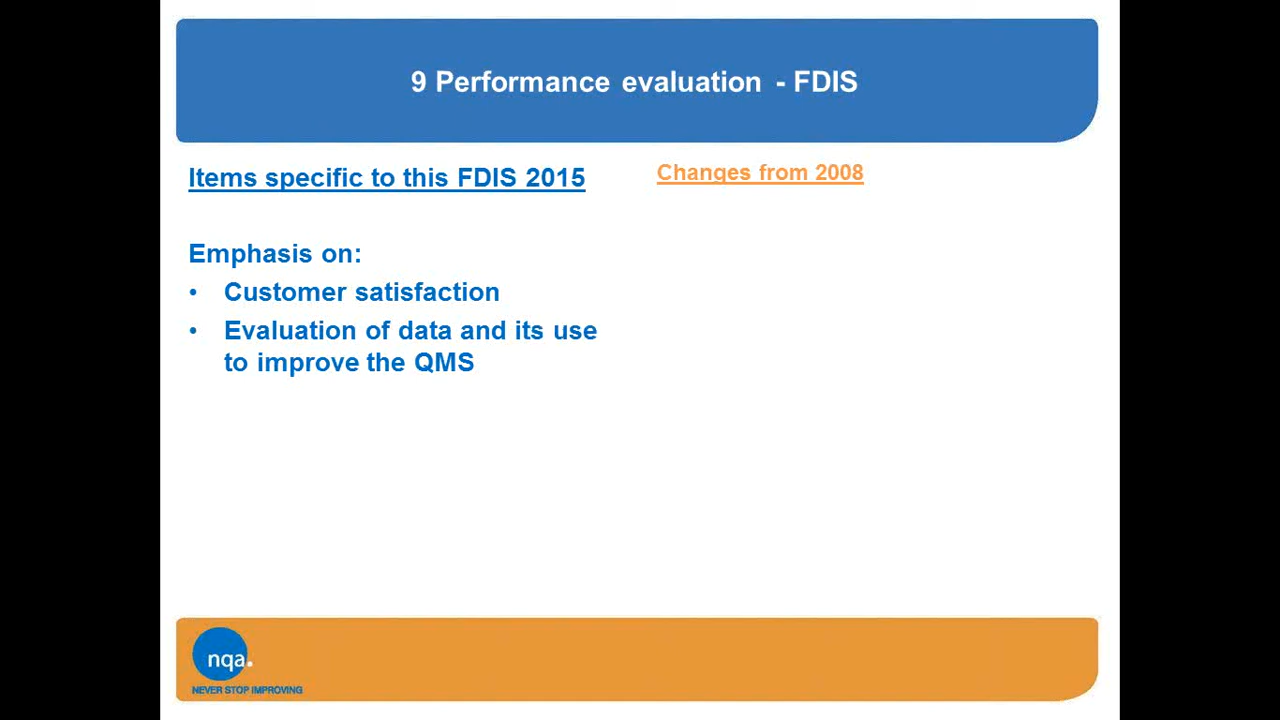 9 Performance evaluation - FDIS
Items specific to this FDIS 2015
Emphasis on:
• Customer satisfaction
• Evaluation of data and its use
to improve the QMS
Changes from 2008
nqa.
NEVER STOP IMPROVING